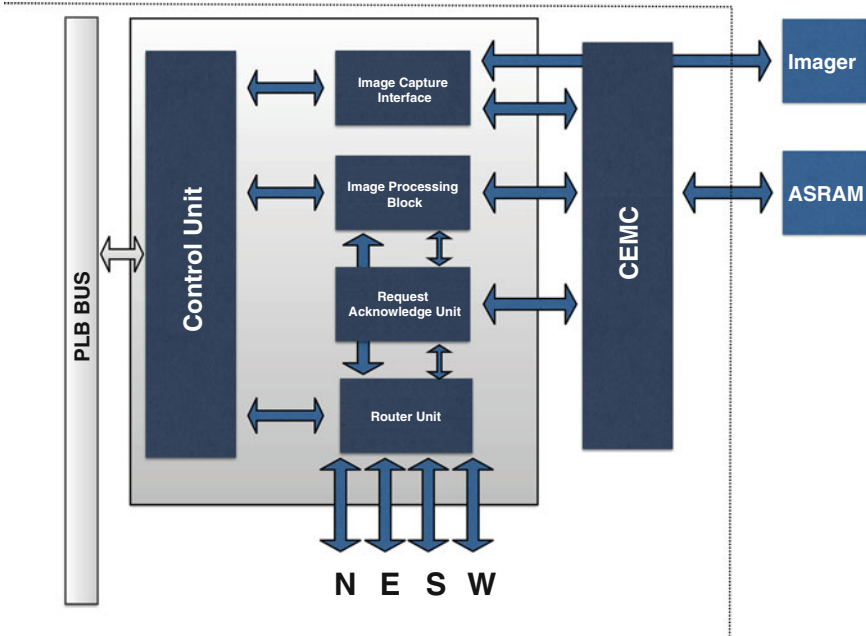 PLB BUS
Control Unit
Image Capture
Interface
Image Processing
Block
Request
Acknowledge Unit
Router Unit
CEMC
Imager
ASRAM
N E S W